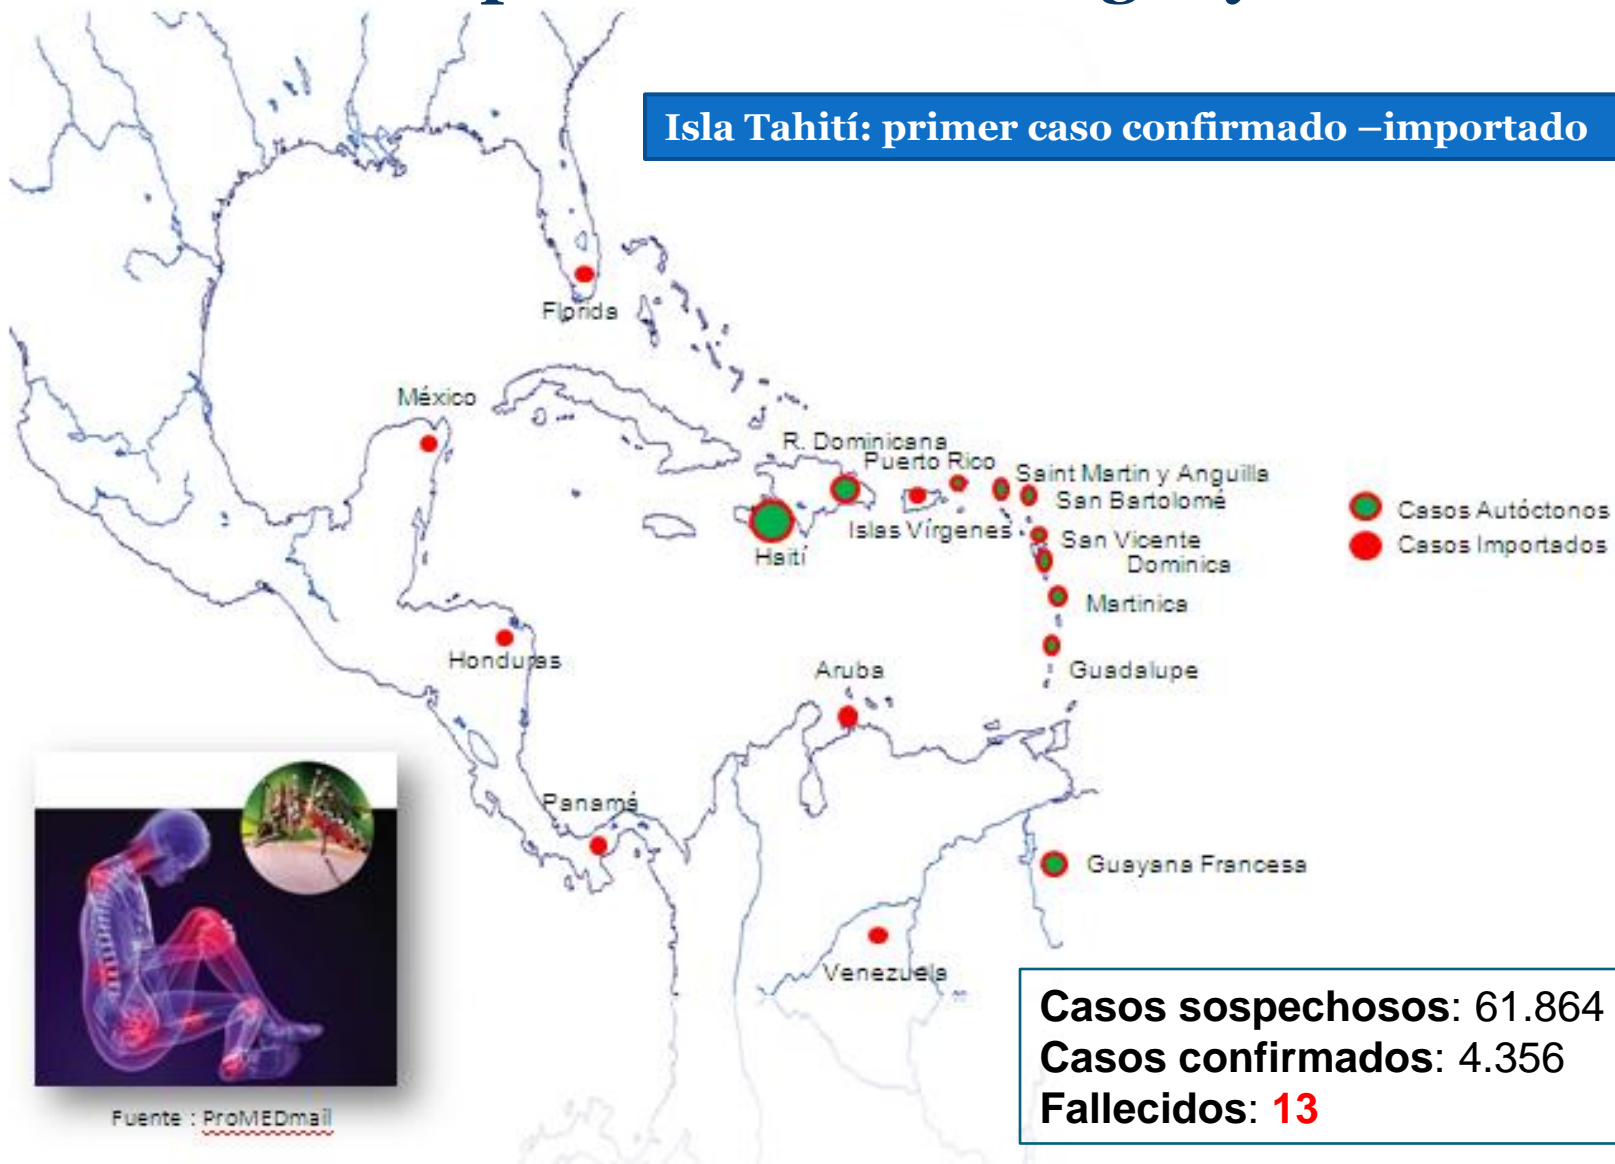 Isla Tahití: primer caso confirmado –importado
Florida
México
R. Dominicana
Puerto Rico
Saint Martin y Anguilla
San Bartolomé
Casos Autóctonos
Islas Vírgenes
San Vicente
Casos Importados
Haití
Dominica
Martinica
Honduras
Aruba
Guadalupe
Panamá
Guayana Francesa
Venezuela
Casos sospechosos: 61.864
Casos confirmados: 4.356
Fallecidos: 13
Fuente : ProMEDmail